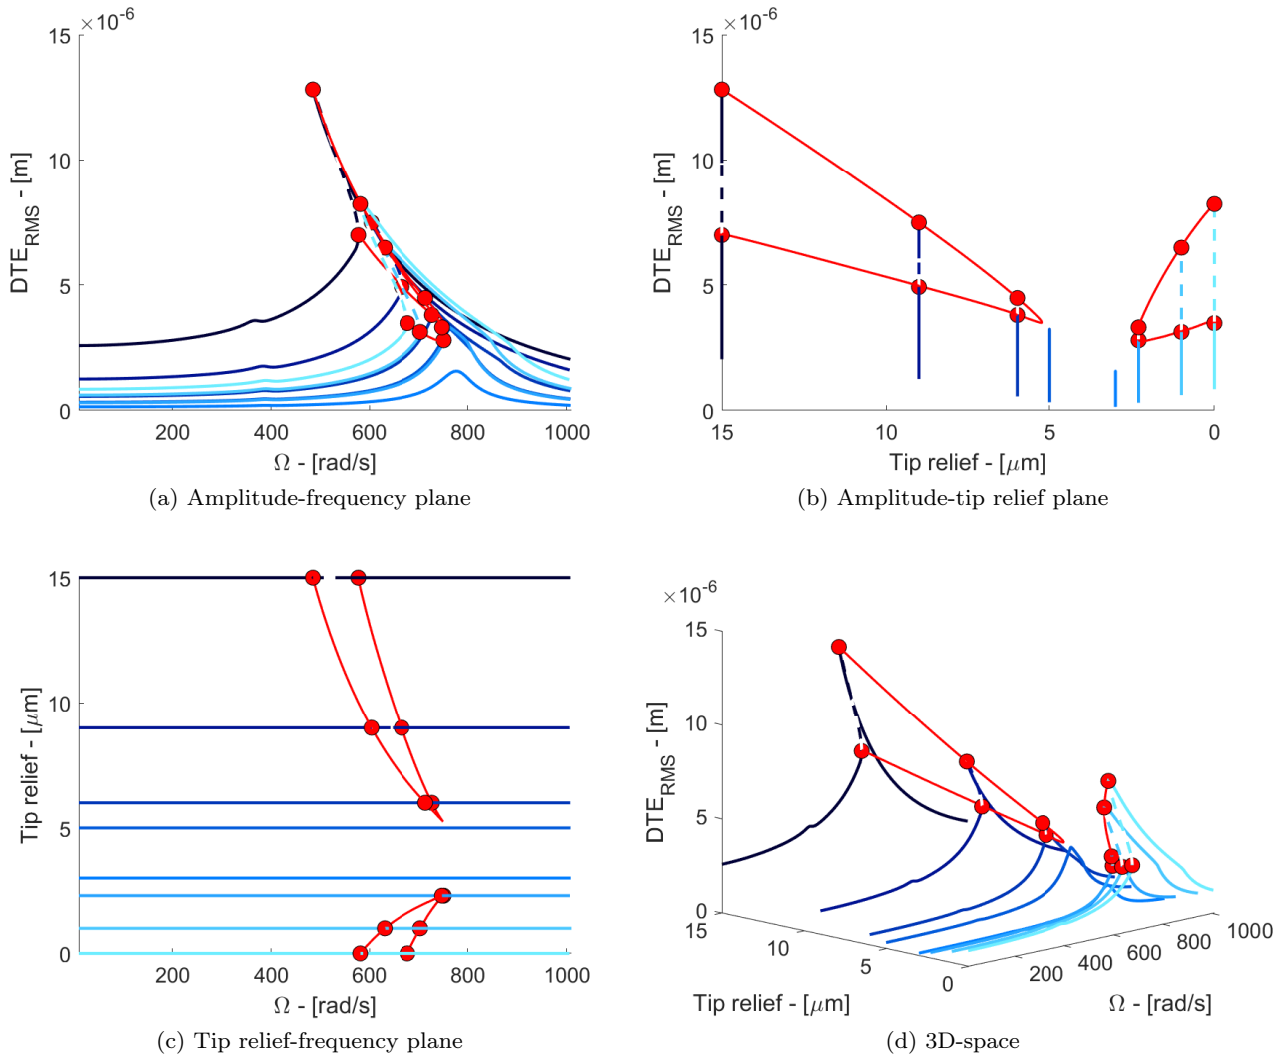 ×10⁻⁶
15
10
5
0
DTE_RMS - [m]
200 400 600 800 1000
Ω - [rad/s]
(a) Amplitude-frequency plane
×10⁻⁶
15
10
5
0
DTE_RMS - [m]
15 10 5 0
Tip relief - [μm]
(b) Amplitude-tip relief plane
15
10
5
0
Tip relief - [μm]
200 400 600 800 1000
Ω - [rad/s]
(c) Tip relief-frequency plane
×10⁻⁶
15
10
5
0
DTE_RMS - [m]
15
10
5
0
Tip relief - [μm]
200
400
600
800
1000
Ω - [rad/s]
(d) 3D-space